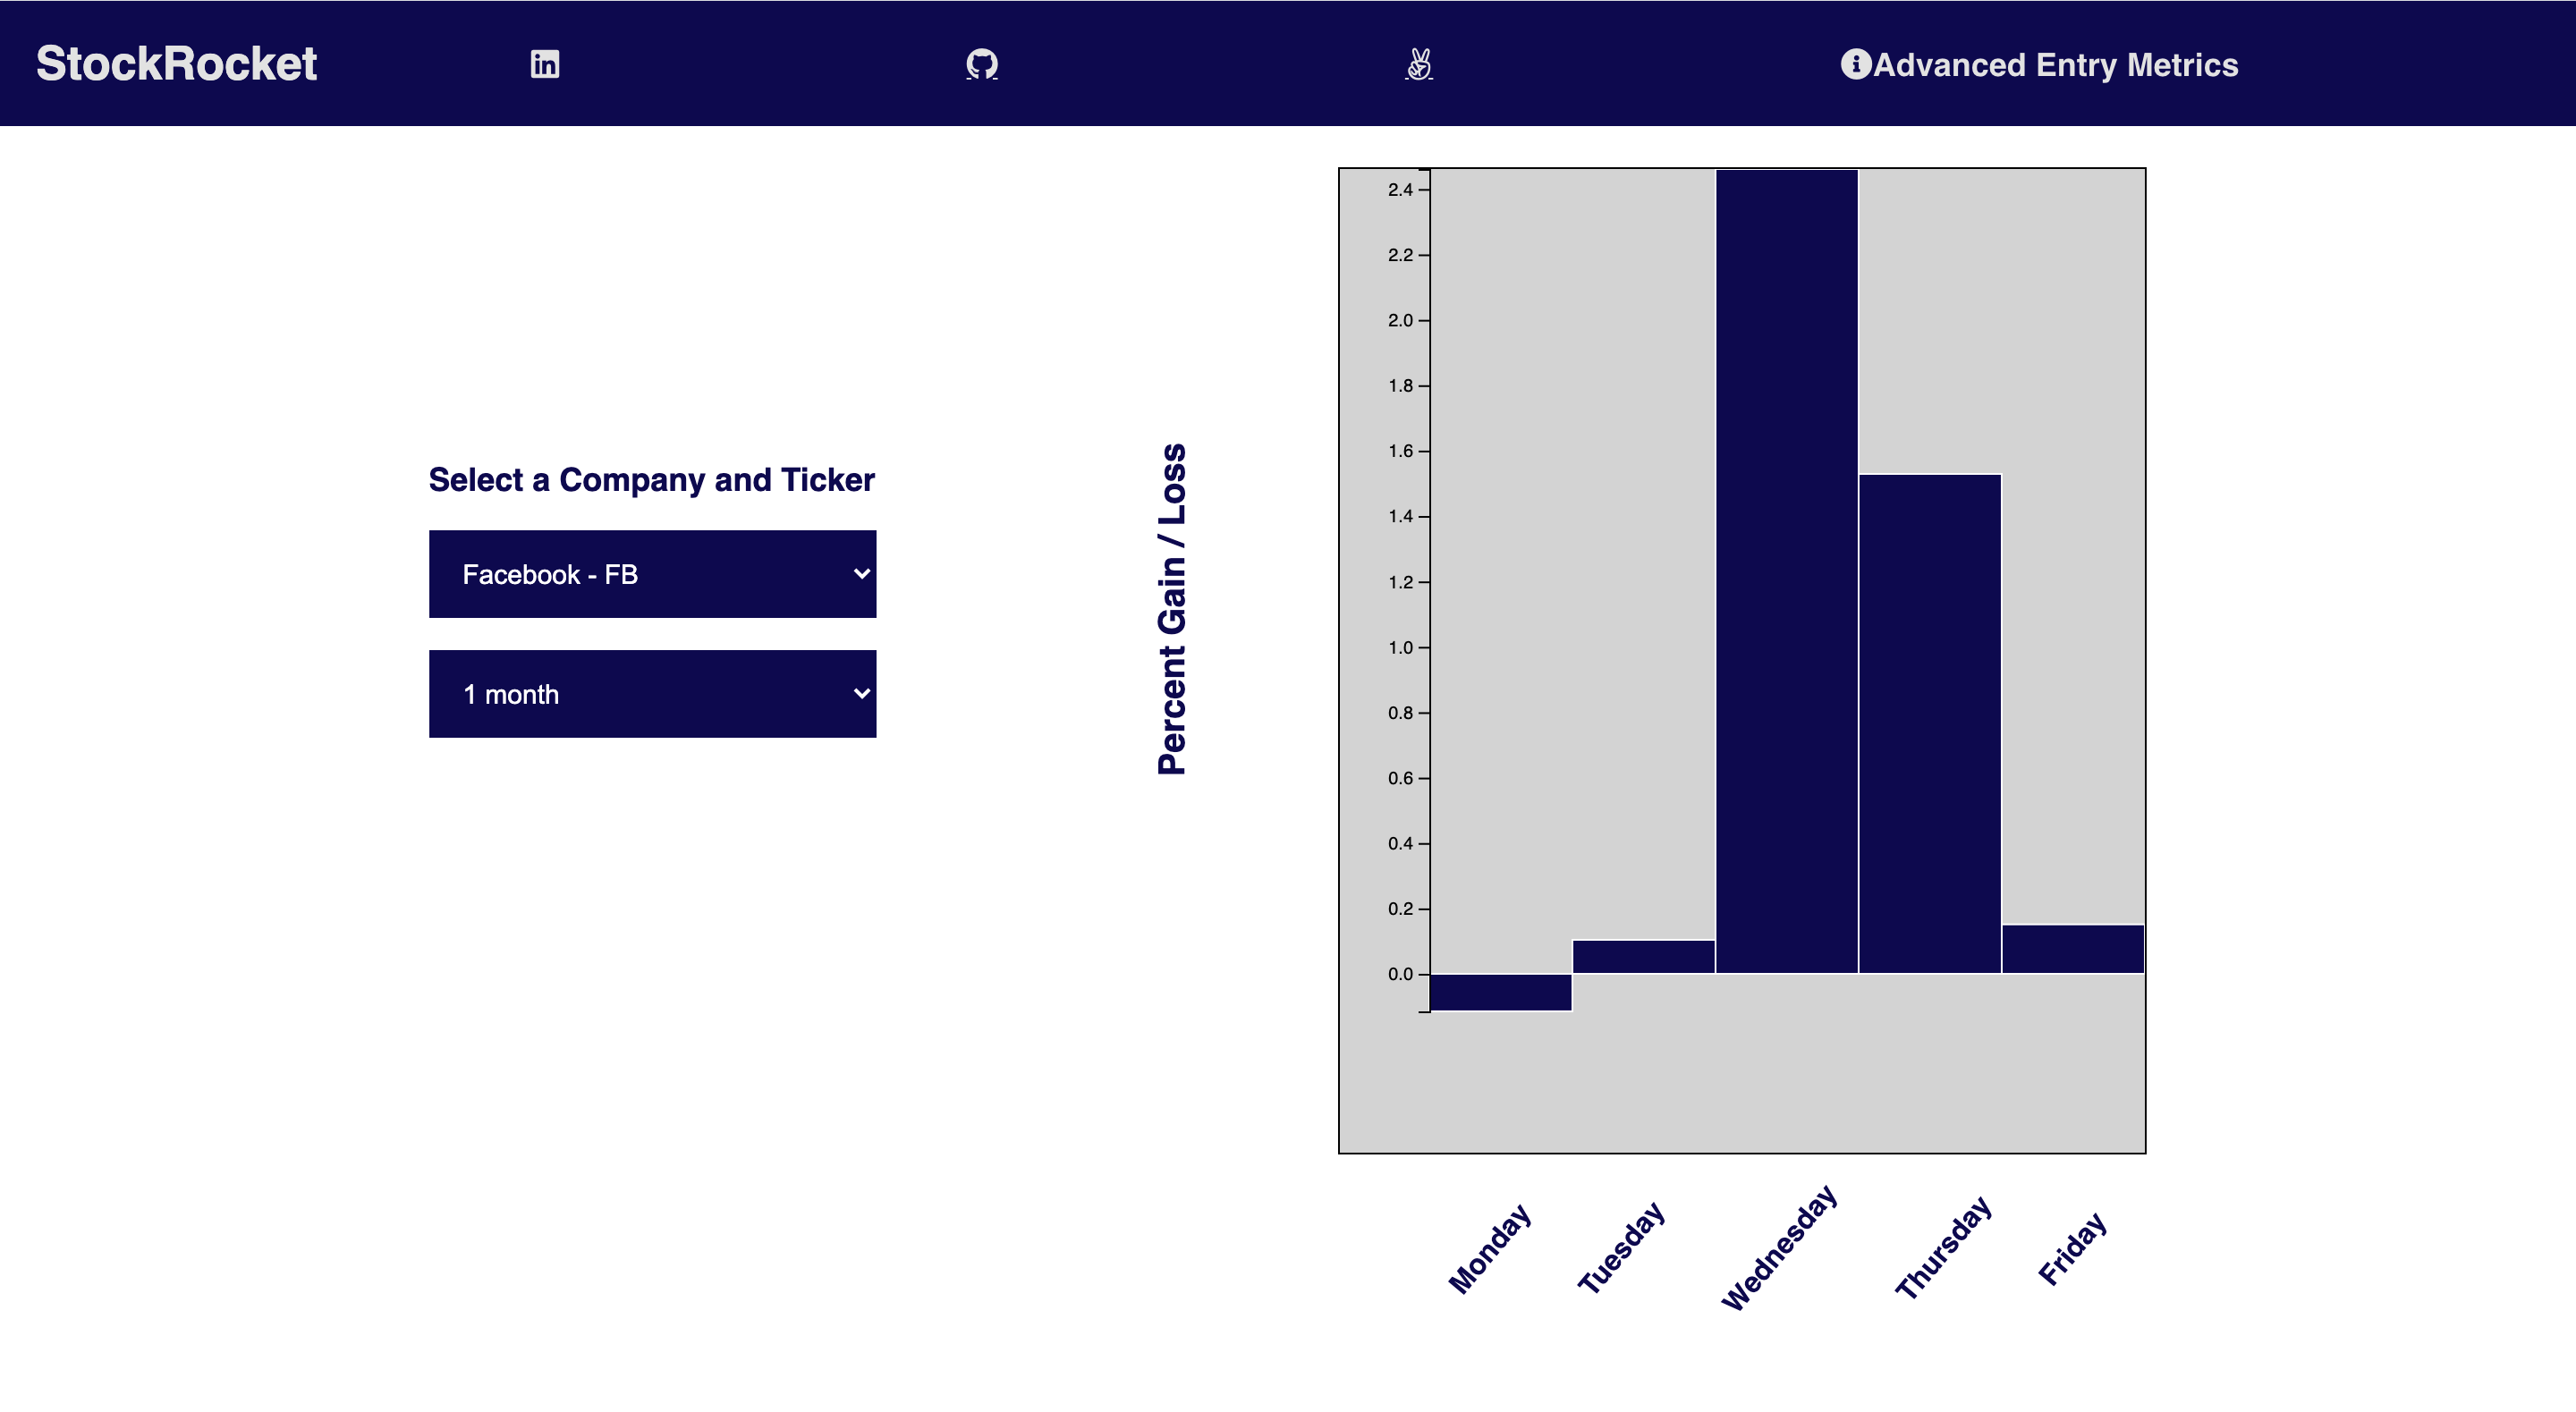 StockRocket
Advanced Entry Metrics
Select a Company and Ticker
Facebook - FB
1 month
Percent Gain / Loss
2.4
2.2
2.0
1.8
1.6
1.4
1.2
1.0
0.8
0.6
0.4
0.2
0.0
Monday
Tuesday
Wednesday
Thursday
Friday